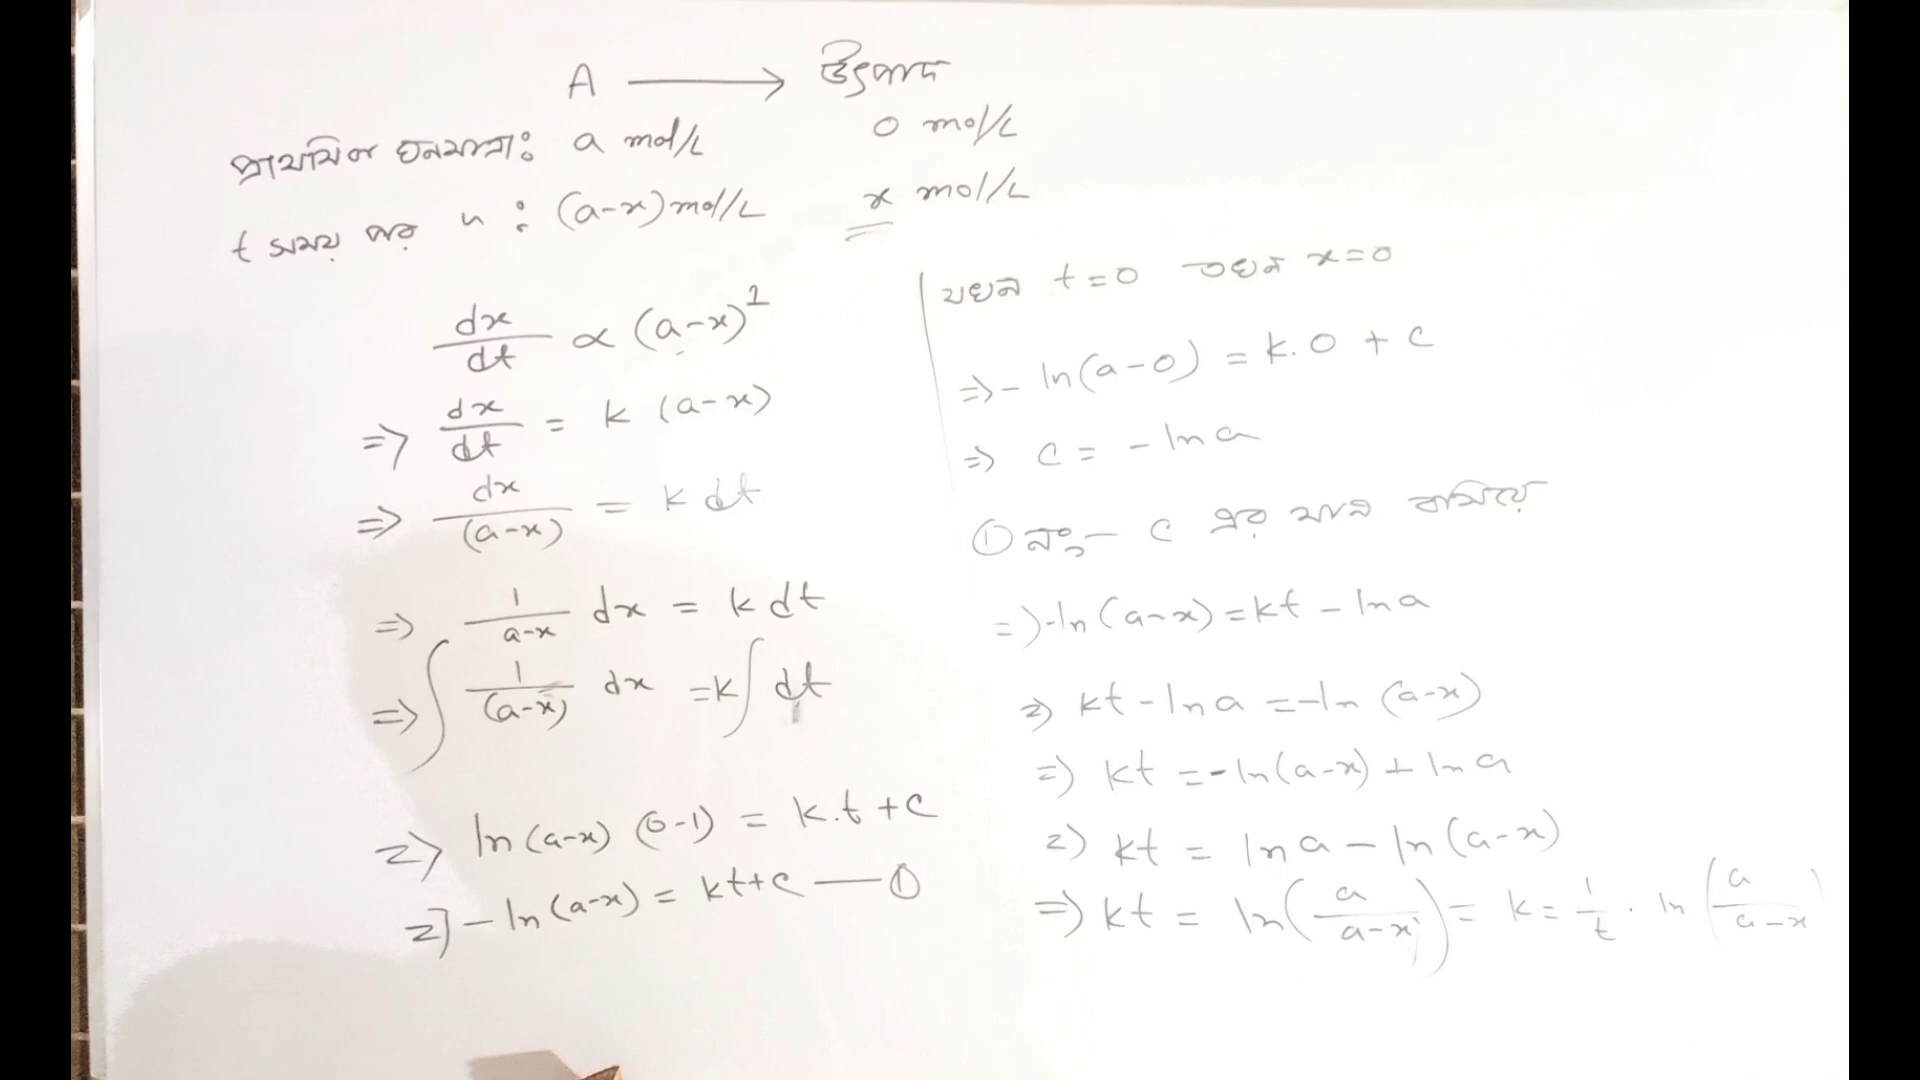 A ⟶ উৎপাদ
প্রাথমিক ঘনমাত্রা: a mol/L 0 mol/L
t সময় পর " : (a-x) mol/L x mol/L
dx/dt ∝ (a-x)^1
=> dx/dt = k (a-x)
=> dx/(a-x) = k dt
=> 1/(a-x) dx = k dt
=> ∫ 1/(a-x) dx = k ∫ dt
=> ln (a-x) (0-1) = k.t + c
=> - ln (a-x) = kt + c — ①
যখন t = 0 তখন x = 0
=> - ln (a-0) = k.0 + c
=> c = - ln a
① নং-এ c এর মান বসিয়ে
=> -ln (a-x) = kt - ln a
=> kt - ln a = -ln (a-x)
=> kt = -ln (a-x) + ln a
=> kt = ln a - ln (a-x)
=> kt = ln (a/(a-x)) = k = 1/t . ln (a/(a-x))